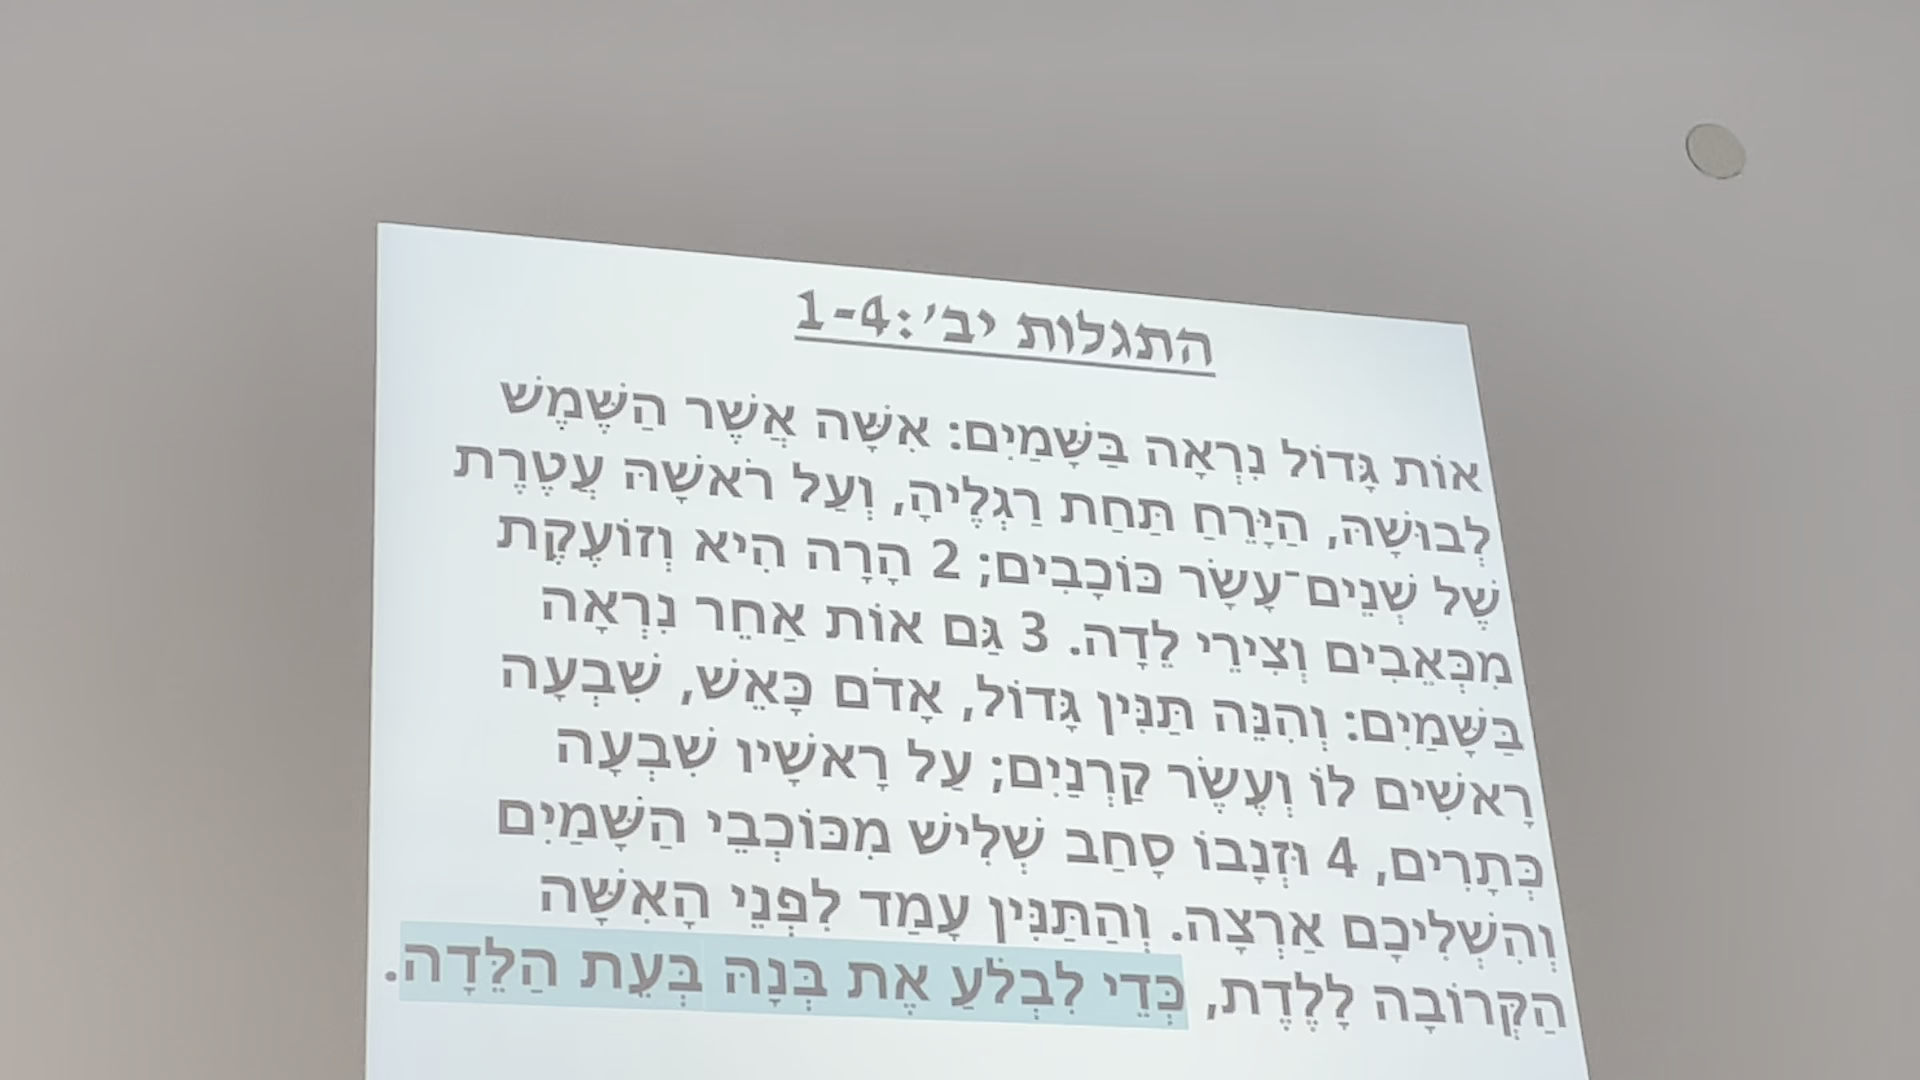 התגלות יב׳:1-4
אוֹת גָּדוֹל נִרְאָה בַּשָּׁמַיִם: אִשָּׁה אֲשֶׁר הַשֶּׁמֶשׁ
לְבוּשָׁהּ, הַיָּרֵחַ תַּחַת רַגְלֶיהָ, וְעַל רֹאשָׁהּ עֲטֶרֶת
שֶׁל שְׁנֵים־עָשָׂר כּוֹכָבִים; 2 הָרָה הִיא וְזוֹעֶקֶת
מִכְּאֵבִים וְצִירֵי לֵדָה. 3 גַּם אוֹת אַחֵר נִרְאָה
בַּשָּׁמַיִם: וְהִנֵּה תַּנִּין גָּדוֹל, אָדֹם כָּאֵשׁ, שִׁבְעָה
רָאשִׁים לוֹ וְעֶשֶׂר קַרְנַיִם; עַל רָאשָׁיו שִׁבְעָה
כְּתָרִים, 4 וּזְנָבוֹ סָחַב שְׁלִישׁ מִכּוֹכְבֵי הַשָּׁמַיִם
וְהִשְׁלִיכָם אַרְצָה. וְהַתַּנִּין עָמַד לִפְנֵי הָאִשָּׁה
הַקְּרוֹבָה לָלֶדֶת, כְּדֵי לִבְלֹעַ אֶת בְּנָהּ בְּעֵת הַלֵּדָה.